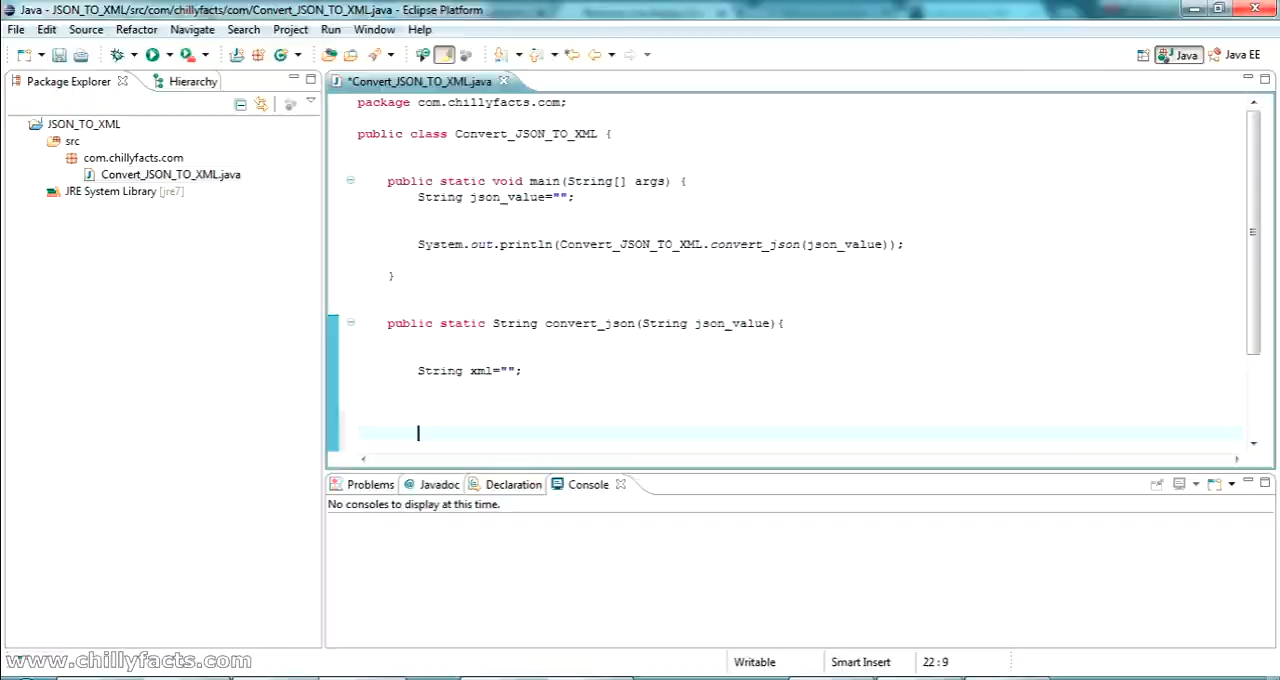 Java - JSON_TO_XML/src/com/chillyfacts/com/Convert_JSON_TO_XML.java - Eclipse Platform
File Edit Source Refactor Navigate Search Project Run Window Help
Java Java EE
Package Explorer Hierarchy
*Convert_JSON_TO_XML.java
JSON_TO_XML
src
com.chillyfacts.com
Convert_JSON_TO_XML.java
JRE System Library [jre7]
package com.chillyfacts.com;
public class Convert_JSON_TO_XML {
public static void main(String[] args) {
String json_value="";
System.out.println(Convert_JSON_TO_XML.convert_json(json_value));
}
public static String convert_json(String json_value){
String xml="";
Problems Javadoc Declaration Console
No consoles to display at this time.
www.chillyfacts.com
Writable Smart Insert 22 : 9